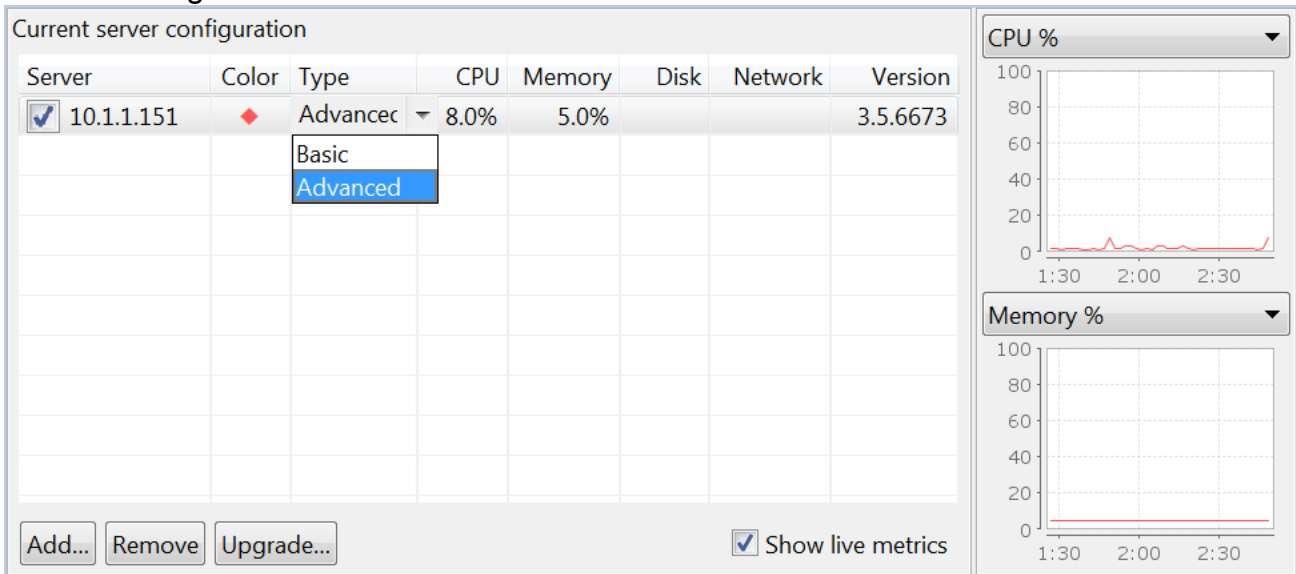 Current server configuration
Server Color Type CPU Memory Disk Network Version
10.1.1.151 Advancec 8.0% 5.0% 3.5.6673
Basic
Advanced
Add... Remove Upgrade... Show live metrics
CPU %
100
80
60
40
20
0
1:30 2:00 2:30
Memory %
100
80
60
40
20
0
1:30 2:00 2:30